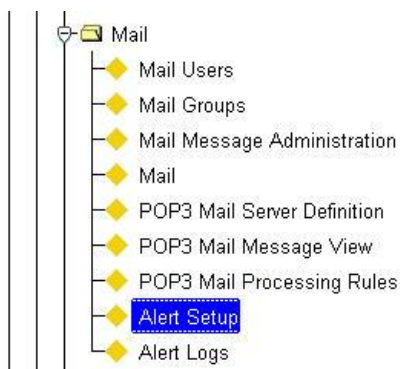 Mail
Mail Users
Mail Groups
Mail Message Administration
Mail
POP3 Mail Server Definition
POP3 Mail Message View
POP3 Mail Processing Rules
Alert Setup
Alert Logs